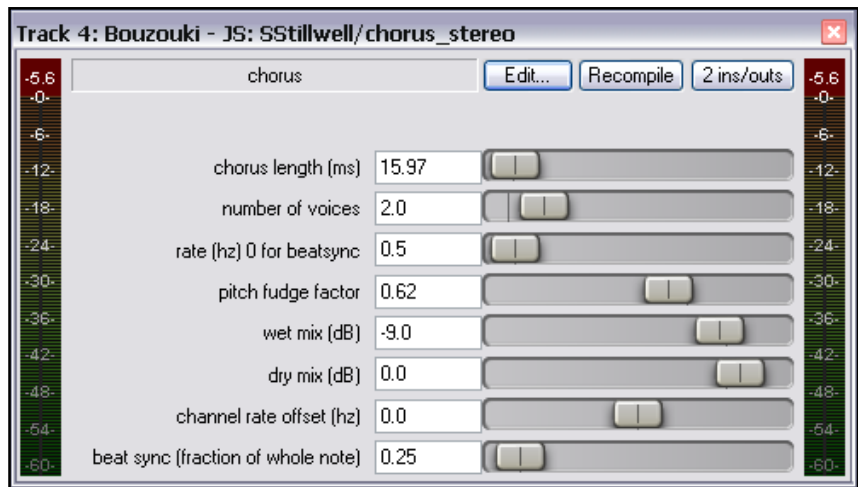 Track 4: Bouzouki - JS: SStillwell/chorus_stereo
-5.6 chorus Edit... Recompile 2 ins/outs -5.6
-0- -0-
-6- -6-
-12- chorus length (ms) 15.97 -12-
-18- number of voices 2.0 -18-
-24- rate (hz) 0 for beatsync 0.5 -24-
-30- pitch fudge factor 0.62 -30-
-36- wet mix (dB) -9.0 -36-
-42- dry mix (dB) 0.0 -42-
-48- -48-
-54- channel rate offset (hz) 0.0 -54-
-60- beat sync (fraction of whole note) 0.25 -60-